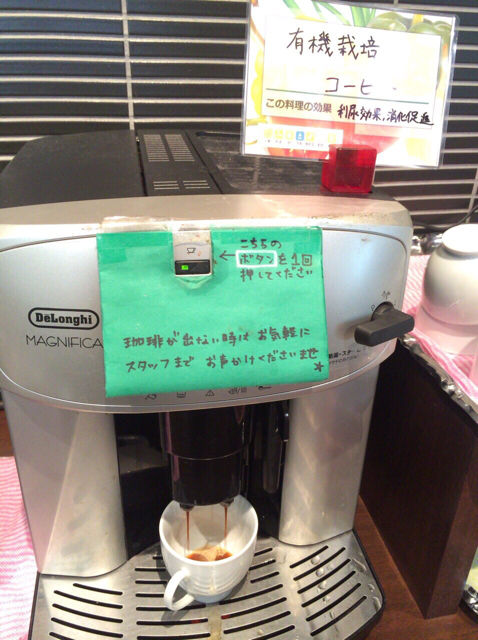 有機栽培
コーヒー
この料理の効果 利尿効果,消化促進
こちらの
← ボタンを1回
押してください
DeLonghi
MAGNIFICA
珈琲が出ない時は お気軽に
スタッフまで お声かけくださいませ